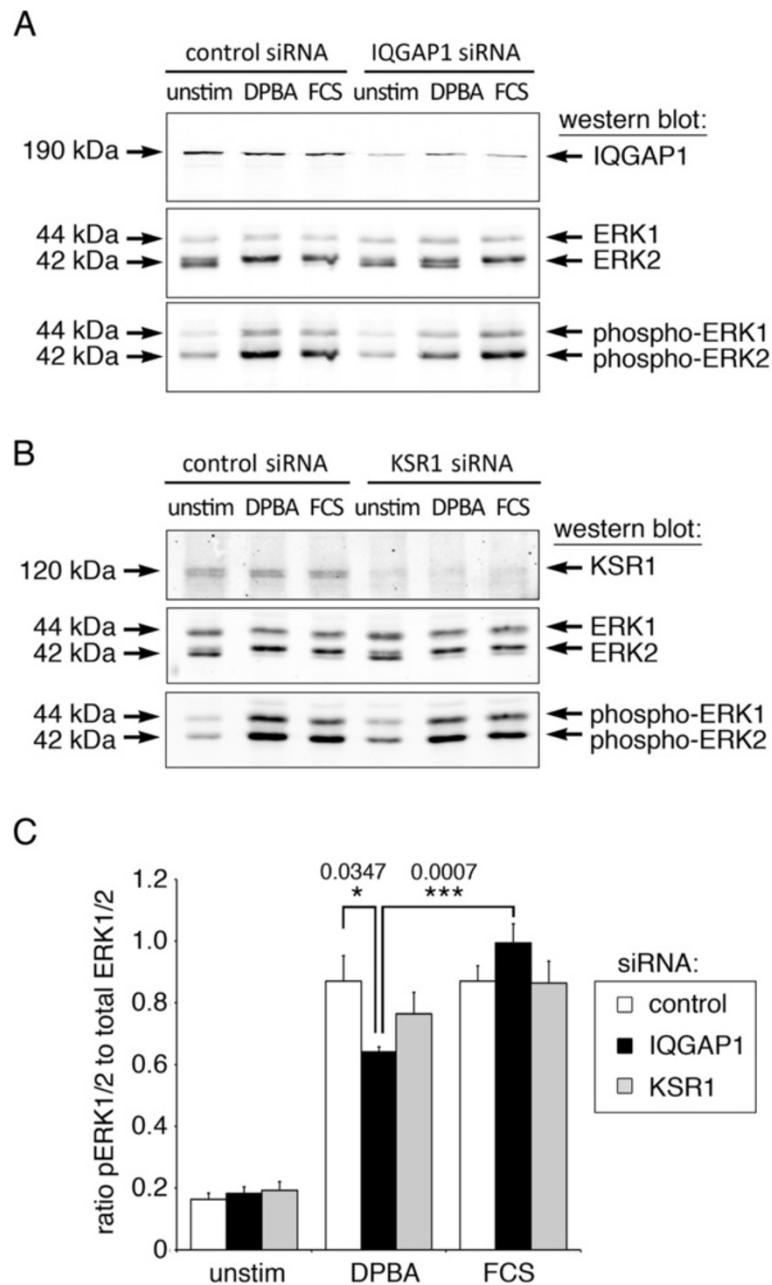 A
control siRNA IQGAP1 siRNA
unstim DPBA FCS unstim DPBA FCS
western blot:
190 kDa IQGAP1
44 kDa ERK1
42 kDa ERK2
44 kDa phospho-ERK1
42 kDa phospho-ERK2
B
control siRNA KSR1 siRNA
unstim DPBA FCS unstim DPBA FCS
western blot:
120 kDa KSR1
44 kDa ERK1
42 kDa ERK2
44 kDa phospho-ERK1
42 kDa phospho-ERK2
C
ratio pERK1/2 to total ERK1/2
1.2
1.0
0.8
0.6
0.4
0.2
0
0.0347 0.0007
* ***
unstim DPBA FCS
siRNA:
control
IQGAP1
KSR1